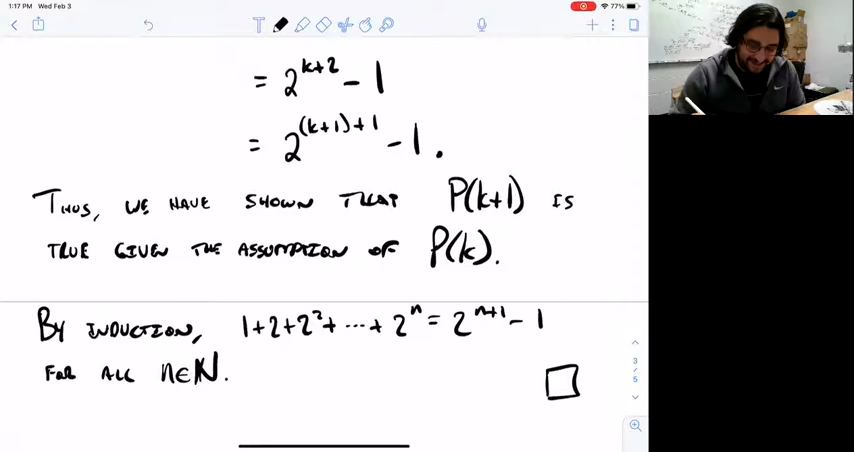 1:17 PM Wed Feb 3
77%
= 2^{k+2} - 1
= 2^{(k+1)+1} - 1.
THUS, WE HAVE SHOWN THAT P(k+1) IS
TRUE GIVEN THE ASSUMPTION OF P(k).
BY INDUCTION, 1+2+2²+ ··· + 2^n = 2^{n+1} - 1
FOR ALL n∈ℕ.
3
/
5